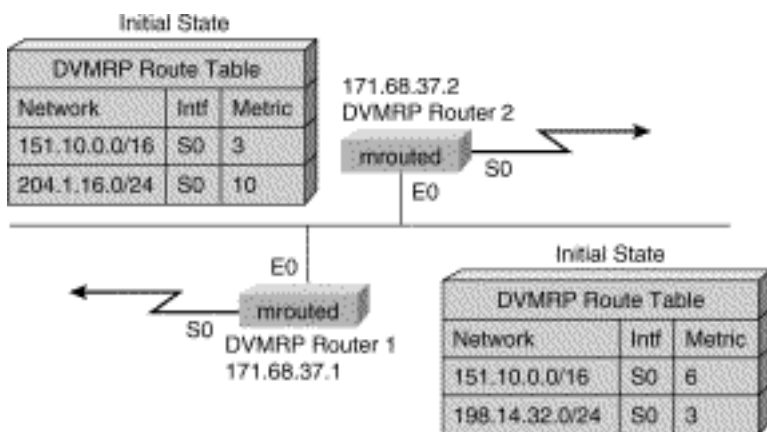 Initial State
DVMRP Route Table
Network Intf Metric
151.10.0.0/16 S0 3
204.1.16.0/24 S0 10
171.68.37.2
DVMRP Router 2
mrouted
S0
E0
E0
mrouted
S0
DVMRP Router 1
171.68.37.1
Initial State
DVMRP Route Table
Network Intf Metric
151.10.0.0/16 S0 6
198.14.32.0/24 S0 3